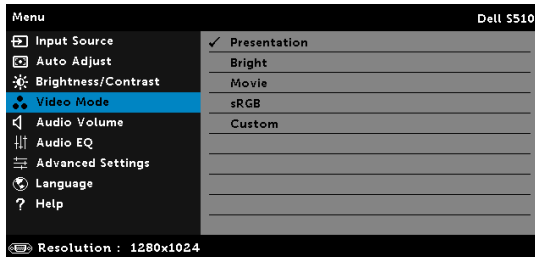 Menu Dell S510
Input Source ✓ Presentation
Auto Adjust Bright
Brightness/Contrast Movie
Video Mode sRGB
Audio Volume Custom
Audio EQ
Advanced Settings
Language
? Help
Resolution : 1280x1024